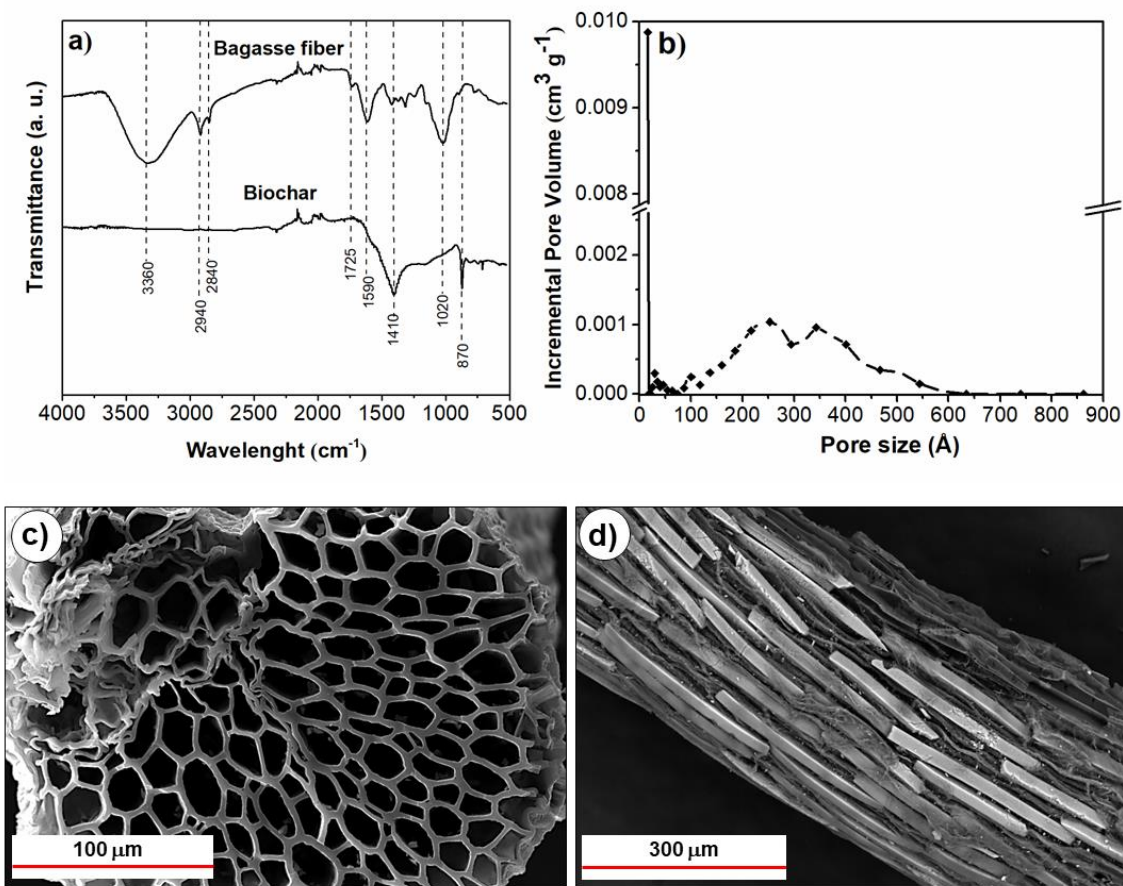 a)
Bagasse fiber
Biochar
Transmittance (a. u.)
3360
2940
2840
1725
1590
1410
1020
870
4000 3500 3000 2500 2000 1500 1000 500
Wavelenght (cm⁻¹)
b)
Incremental Pore Volume (cm³ g⁻¹)
0.010
0.009
0.008
0.002
0.001
0.000
0 100 200 300 400 500 600 700 800 900
Pore size (Å)
c)
100 μm
d)
300 μm